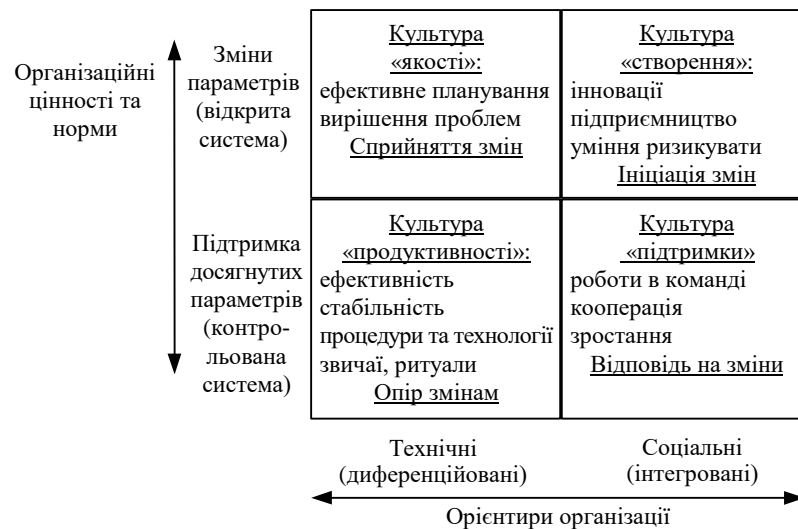 Організаційні
цінності та
норми
Зміни
параметрів
(відкрита
система)
Культура
«якості»:
ефективне планування
вирішення проблем
Сприйняття змін
Культура
«створення»:
інновації
підприємництво
уміння ризикувати
Ініціація змін
Підтримка
досягнутих
параметрів
(контро-
льована
система)
Культура
«продуктивності»:
ефективність
стабільність
процедури та технології
звичаї, ритуали
Опір змінам
Культура
«підтримки»
роботи в команді
кооперація
зростання
Відповідь на зміни
Технічні
(диференційовані)
Соціальні
(інтегровані)
Орієнтири організації